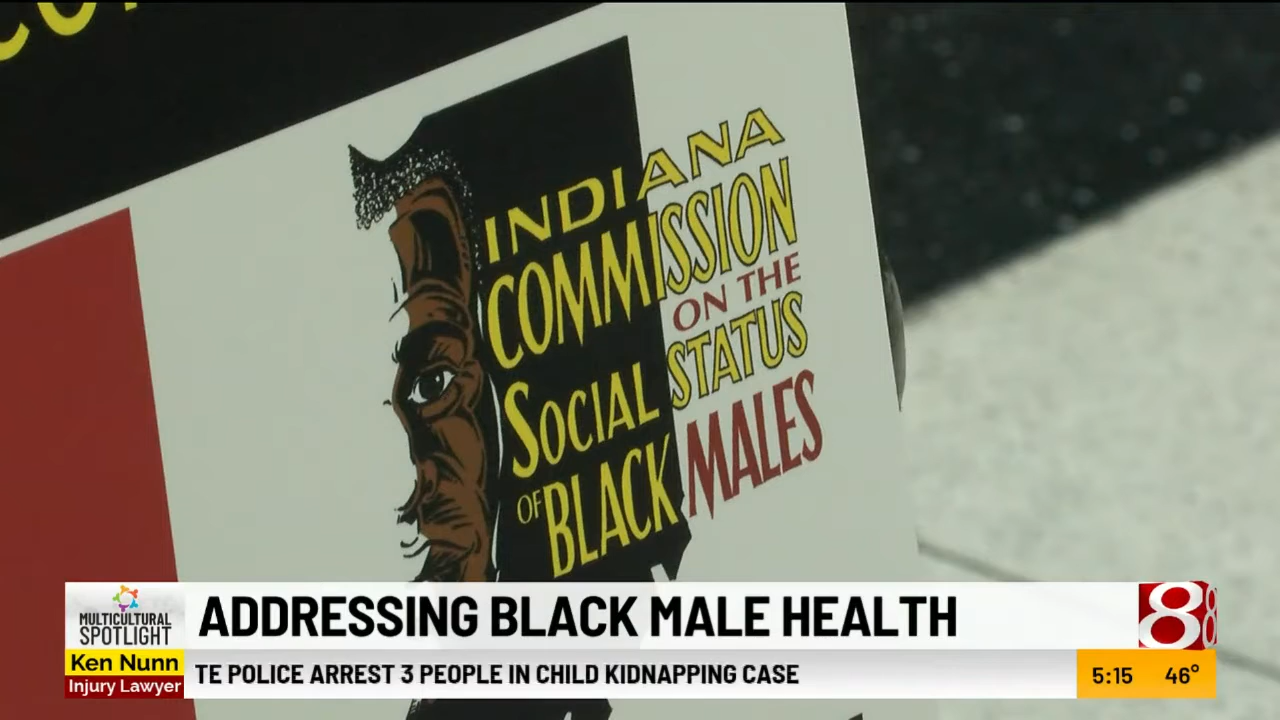 INDIANA
COMMISSION
ON THE
SOCIAL STATUS
OF BLACK MALES
MULTICULTURAL
SPOTLIGHT
ADDRESSING BLACK MALE HEALTH
8
Ken Nunn
Injury Lawyer
TE POLICE ARREST 3 PEOPLE IN CHILD KIDNAPPING CASE
5:15 46°